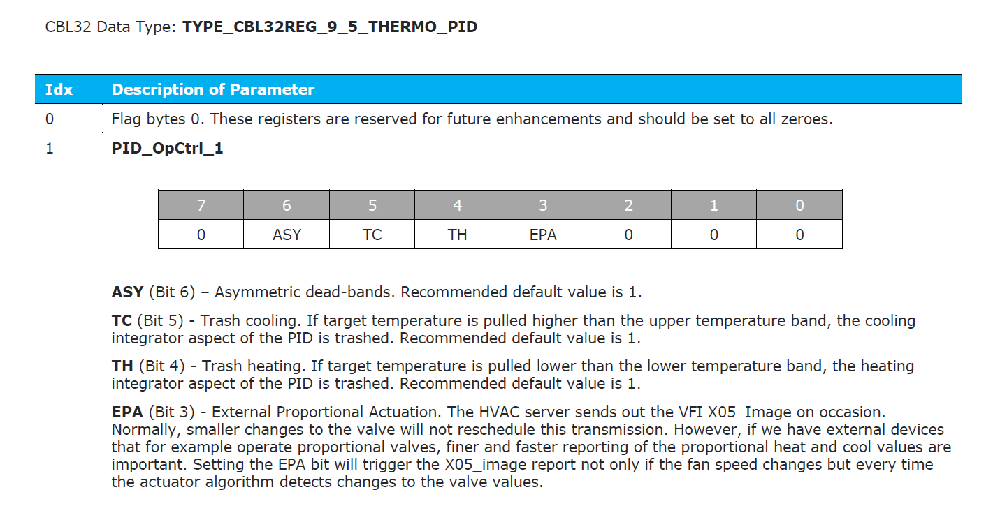 CBL32 Data Type: TYPE_CBL32REG_9_5_THERMO_PID
Idx Description of Parameter
0 Flag bytes 0. These registers are reserved for future enhancements and should be set to all zeroes.
1 PID_OpCtrl_1
7 6 5 4 3 2 1 0
0 ASY TC TH EPA 0 0 0
ASY (Bit 6) – Asymmetric dead-bands. Recommended default value is 1.
TC (Bit 5) - Trash cooling. If target temperature is pulled higher than the upper temperature band, the cooling
integrator aspect of the PID is trashed. Recommended default value is 1.
TH (Bit 4) - Trash heating. If target temperature is pulled lower than the lower temperature band, the heating
integrator aspect of the PID is trashed. Recommended default value is 1.
EPA (Bit 3) - External Proportional Actuation. The HVAC server sends out the VFI X05_Image on occasion.
Normally, smaller changes to the valve will not reschedule this transmission. However, if we have external devices
that for example operate proportional valves, finer and faster reporting of the proportional heat and cool values are
important. Setting the EPA bit will trigger the X05_image report not only if the fan speed changes but every time
the actuator algorithm detects changes to the valve values.